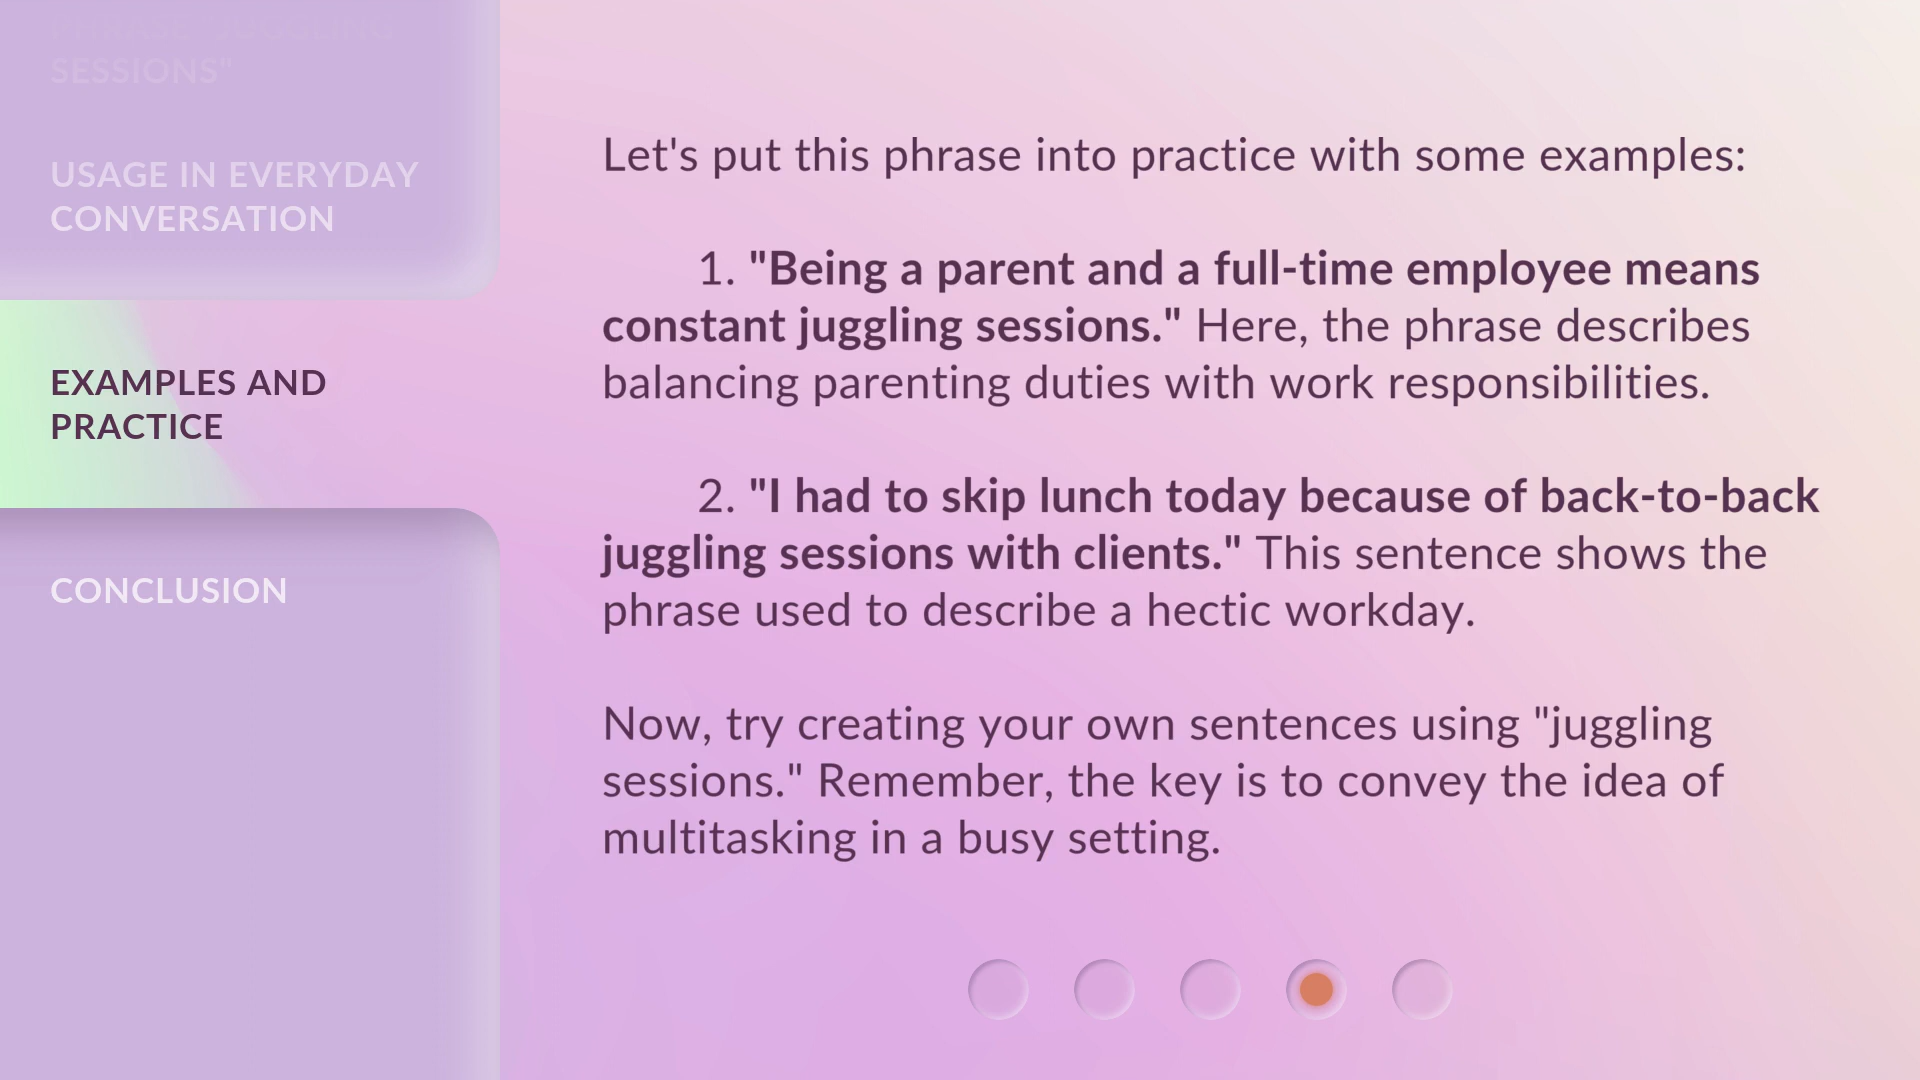 PHRASE "JUGGLING
SESSIONS"
USAGE IN EVERYDAY
CONVERSATION
EXAMPLES AND
PRACTICE
CONCLUSION
Let's put this phrase into practice with some examples:
1. "Being a parent and a full-time employee means
constant juggling sessions." Here, the phrase describes
balancing parenting duties with work responsibilities.
2. "I had to skip lunch today because of back-to-back
juggling sessions with clients." This sentence shows the
phrase used to describe a hectic workday.
Now, try creating your own sentences using "juggling
sessions." Remember, the key is to convey the idea of
multitasking in a busy setting.